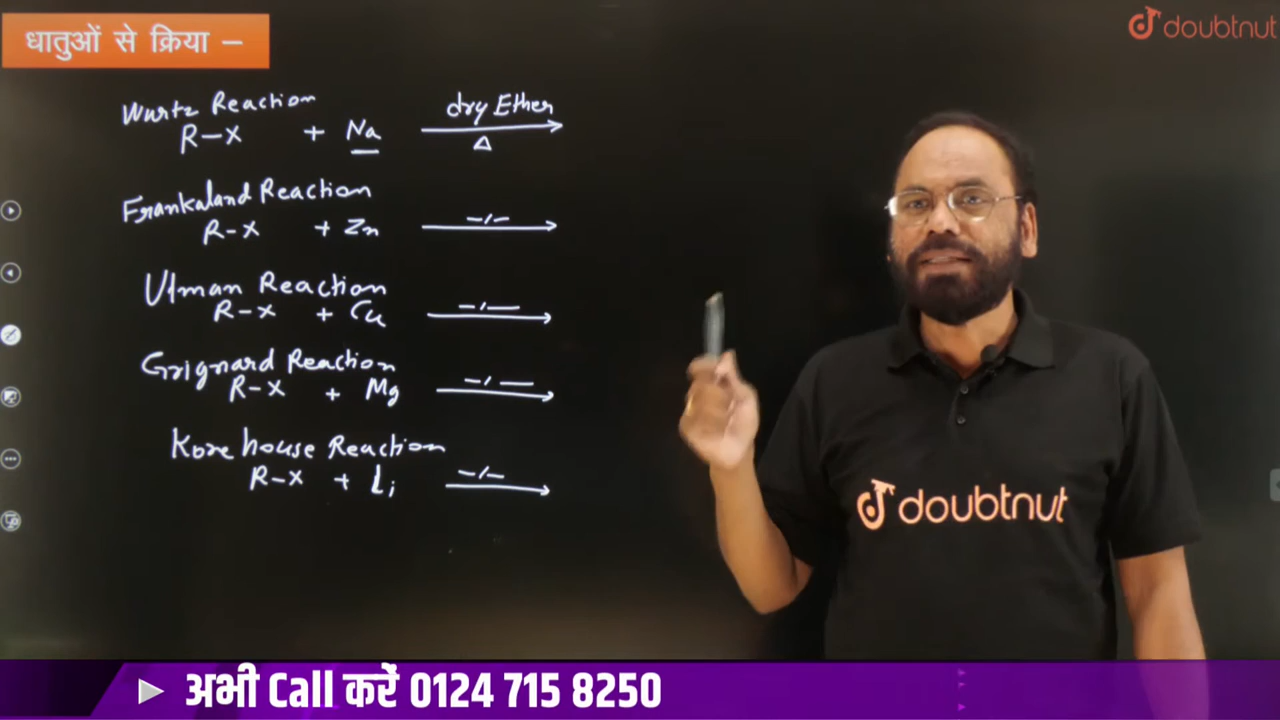 धातुओं से क्रिया –
doubtnut
Wurtz Reaction
R–X + Na dry Ether Δ
Frankaland Reaction
R-X + Zn –,–
Ulman Reaction
R-X + Cu –,–
Grignard Reaction
R-X + Mg –,–
Kore house Reaction
R-X + Li –,–
doubtnut
अभी Call करें 0124 715 8250